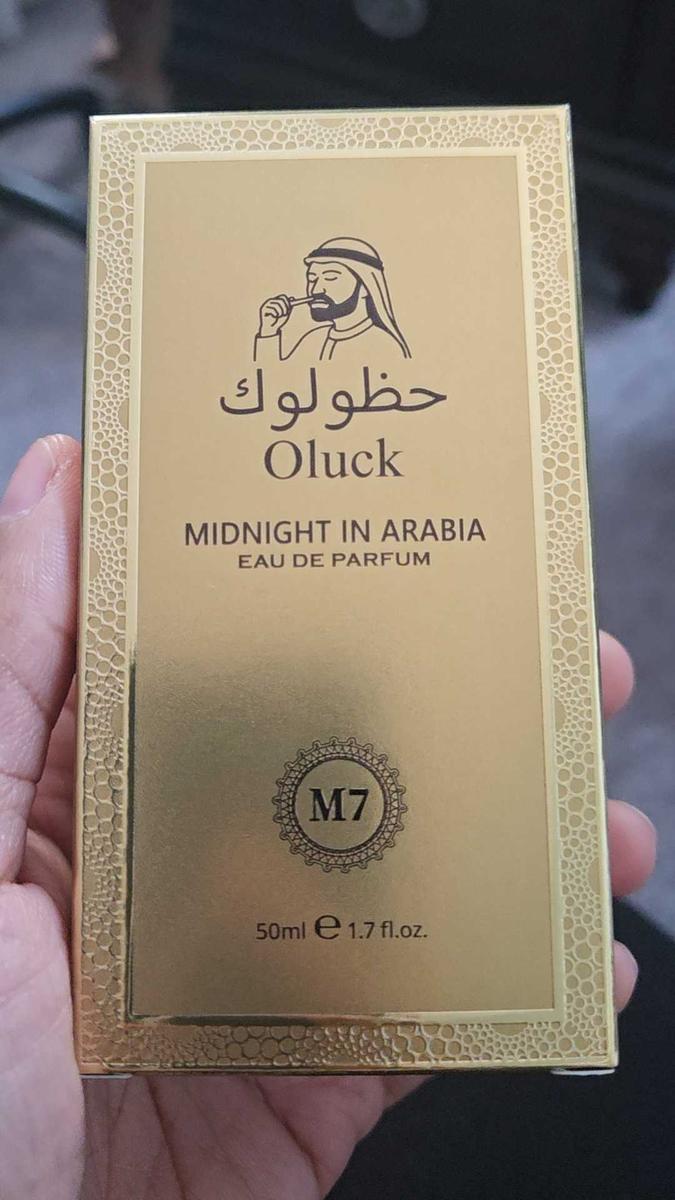 حظولوك
Oluck
MIDNIGHT IN ARABIA
EAU DE PARFUM
M7
50ml e 1.7 fl.oz.